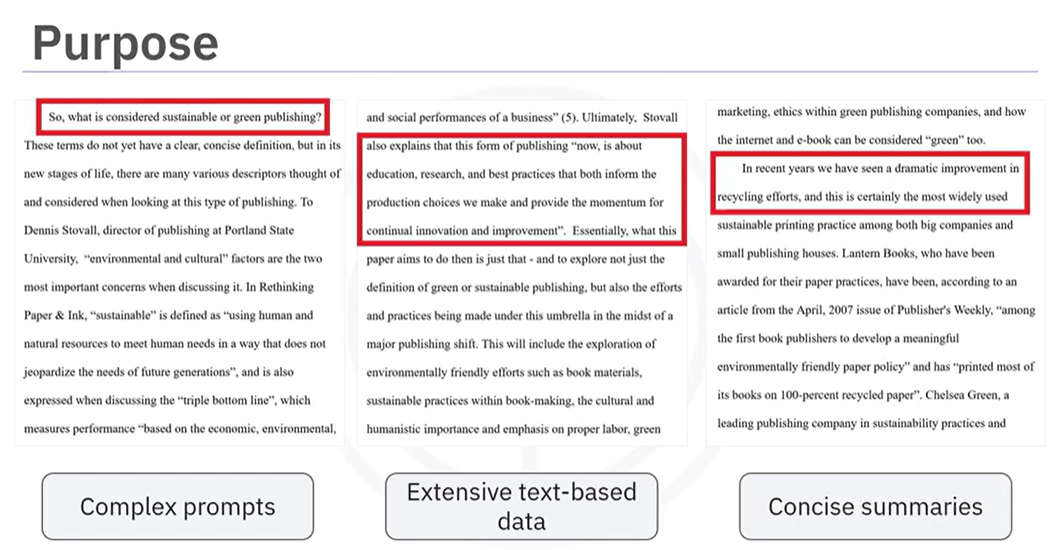 Purpose
So, what is considered sustainable or green publishing?
These terms do not yet have a clear, concise definition, but in its
new stages of life, there are many various descriptors thought of
and considered when looking at this type of publishing. To
Dennis Stovall, director of publishing at Portland State
University, “environmental and cultural” factors are the two
most important concerns when discussing it. In Rethinking
Paper & Ink, “sustainable” is defined as “using human and
natural resources to meet human needs in a way that does not
jeopardize the needs of future generations”, and is also
expressed when discussing the “triple bottom line”, which
measures performance “based on the economic, environmental,
and social performances of a business” (5). Ultimately, Stovall
also explains that this form of publishing “now, is about
education, research, and best practices that both inform the
production choices we make and provide the momentum for
continual innovation and improvement”. Essentially, what this
paper aims to do then is just that - and to explore not just the
definition of green or sustainable publishing, but also the efforts
and practices being made under this umbrella in the midst of a
major publishing shift. This will include the exploration of
environmentally friendly efforts such as book materials,
sustainable practices within book-making, the cultural and
humanistic importance and emphasis on proper labor, green
marketing, ethics within green publishing companies, and how
the internet and e-book can be considered “green” too.
In recent years we have seen a dramatic improvement in
recycling efforts, and this is certainly the most widely used
sustainable printing practice among both big companies and
small publishing houses. Lantern Books, who have been
awarded for their paper practices, have been, according to an
article from the April, 2007 issue of Publisher's Weekly, “among
the first book publishers to develop a meaningful
environmentally friendly paper policy” and has “printed most of
its books on 100-percent recycled paper”. Chelsea Green, a
leading publishing company in sustainability practices and
Complex prompts
Extensive text-based
data
Concise summaries